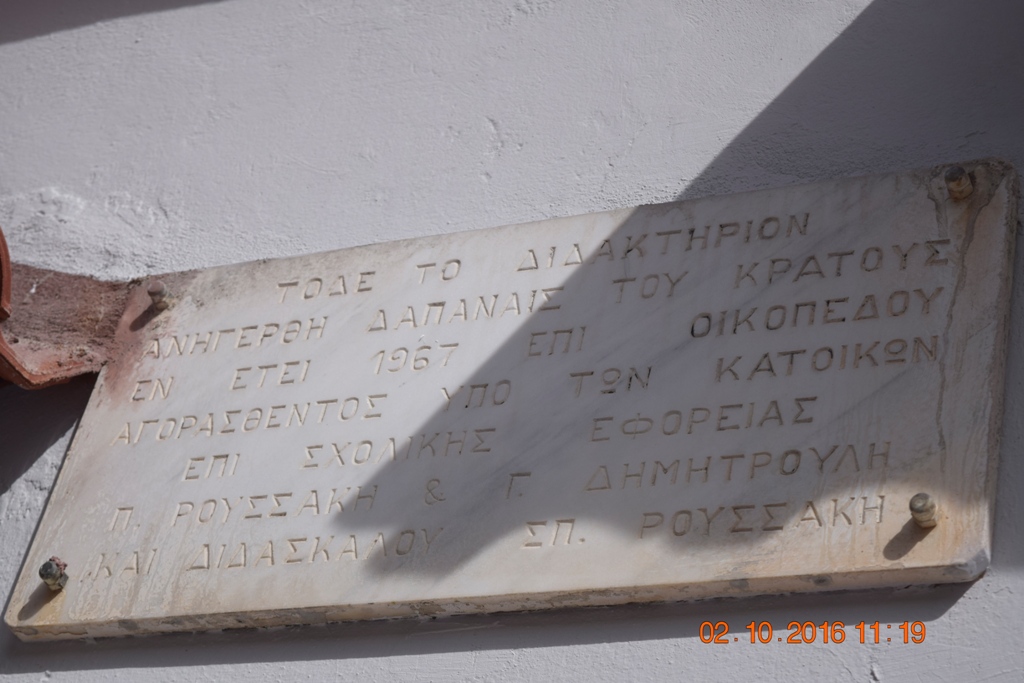 ΤΟΔΕ ΤΟ ΔΙΔΑΚΤΗΡΙΟΝ
ΑΝΗΓΕΡΘΗ ΔΑΠΑΝΑΙΣ ΤΟΥ ΚΡΑΤΟΥΣ
ΕΝ ΕΤΕΙ 1967 ΕΠΙ ΟΙΚΟΠΕΔΟΥ
ΑΓΟΡΑΣΘΕΝΤΟΣ ΥΠΟ ΤΩΝ ΚΑΤΟΙΚΩΝ
ΕΠΙ ΣΧΟΛΙΚΗΣ ΕΦΟΡΕΙΑΣ
Π. ΡΟΥΣΣΑΚΗ & Γ. ΔΗΜΗΤΡΟΥΛΗ
ΚΑΙ ΔΙΔΑΣΚΑΛΟΥ ΣΠ. ΡΟΥΣΣΑΚΗ
02.10.2016 11:19